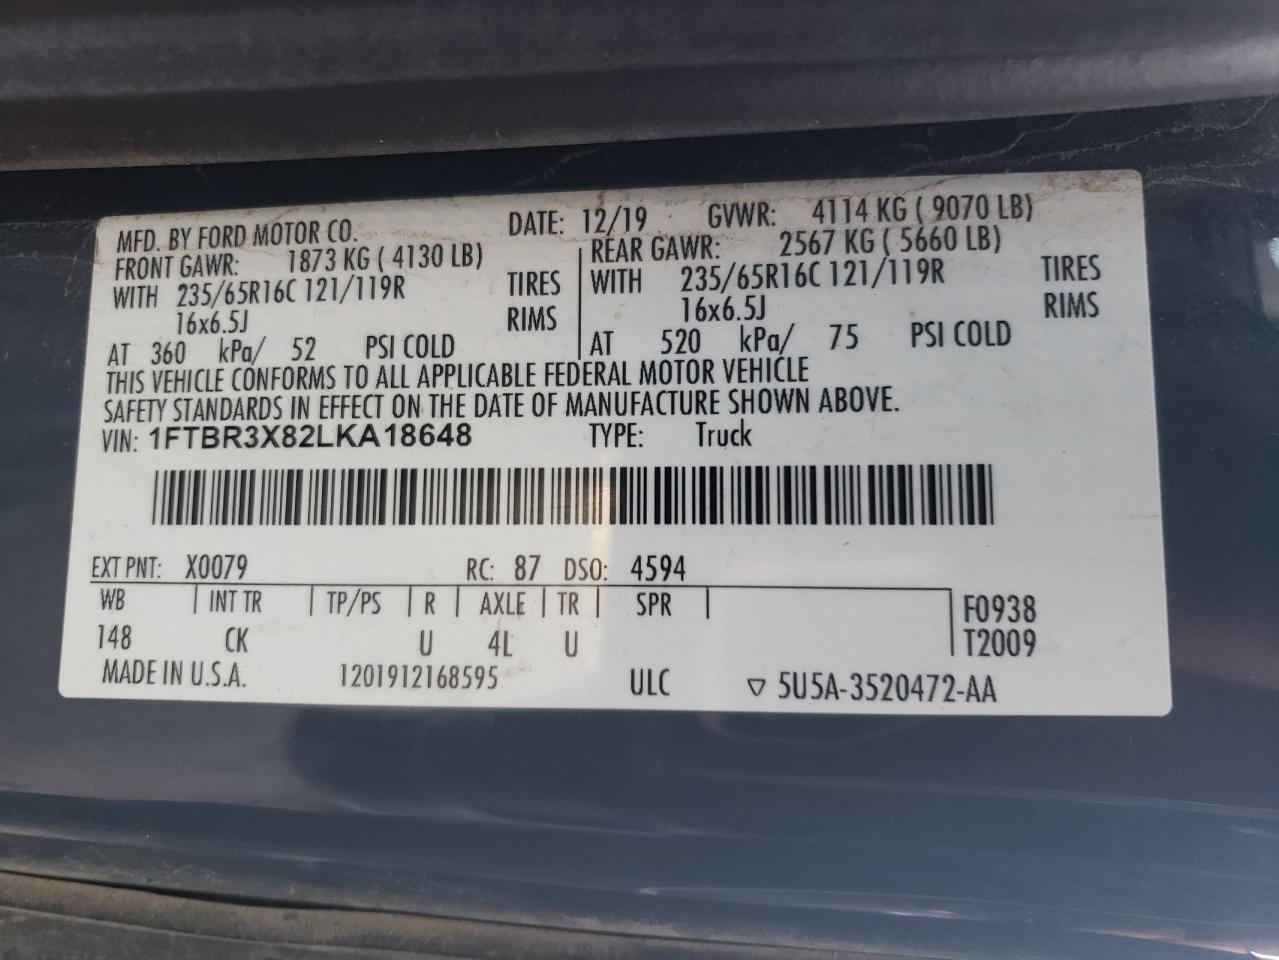 MFD. BY FORD MOTOR CO. DATE: 12/19 GVWR: 4114 KG ( 9070 LB)
FRONT GAWR: 1873 KG ( 4130 LB) REAR GAWR: 2567 KG ( 5660 LB)
WITH 235/65R16C 121/119R TIRES WITH 235/65R16C 121/119R TIRES
16x6.5J RIMS 16x6.5J RIMS
AT 360 kPa/ 52 PSI COLD AT 520 kPa/ 75 PSI COLD
THIS VEHICLE CONFORMS TO ALL APPLICABLE FEDERAL MOTOR VEHICLE
SAFETY STANDARDS IN EFFECT ON THE DATE OF MANUFACTURE SHOWN ABOVE.
VIN: 1FTBR3X82LKA18648 TYPE: Truck
EXT PNT: X0079 RC: 87 DSO: 4594
WB INT TR TP/PS R AXLE TR SPR F0938
148 CK U 4L U T2009
MADE IN U.S.A. 1201912168595 ULC ▽ 5U5A-3520472-AA